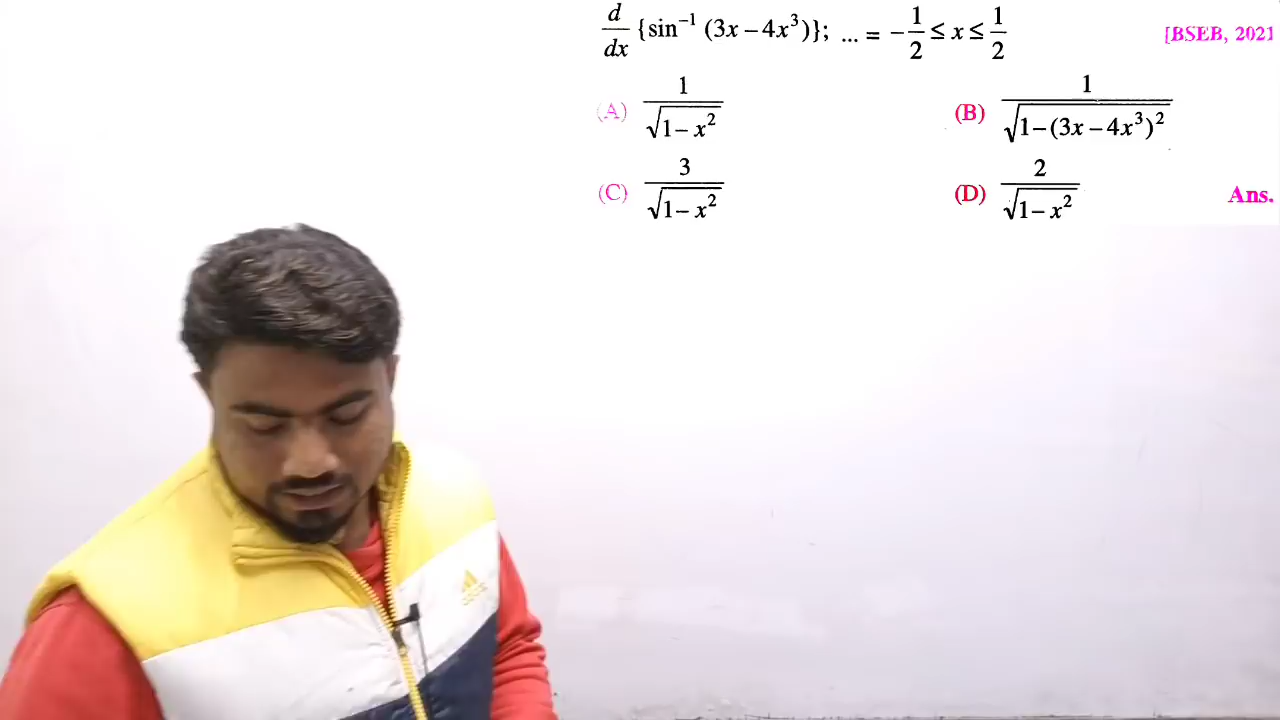 d/dx {sin⁻¹ (3x – 4x³)}; ... = –1/2 ≤ x ≤ 1/2 [BSEB, 2021
(A) 1/√(1– x²) (B) 1/√(1–(3x – 4x³)²)
(C) 3/√(1– x²) (D) 2/√(1– x²) Ans.